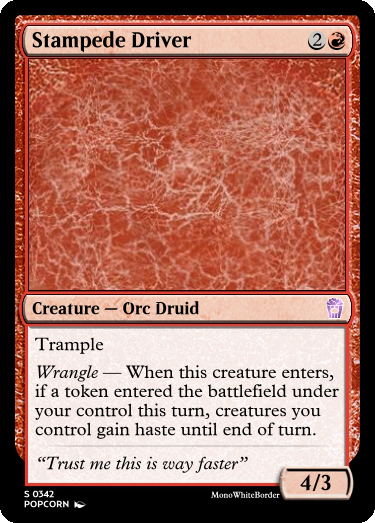 Stampede Driver 2
Creature — Orc Druid
Trample
Wrangle — When this creature enters,
if a token entered the battlefield under
your control this turn, creatures you
control gain haste until end of turn.
“Trust me this is way faster”
4/3
S 0342
POPCORN
MonoWhiteBorder